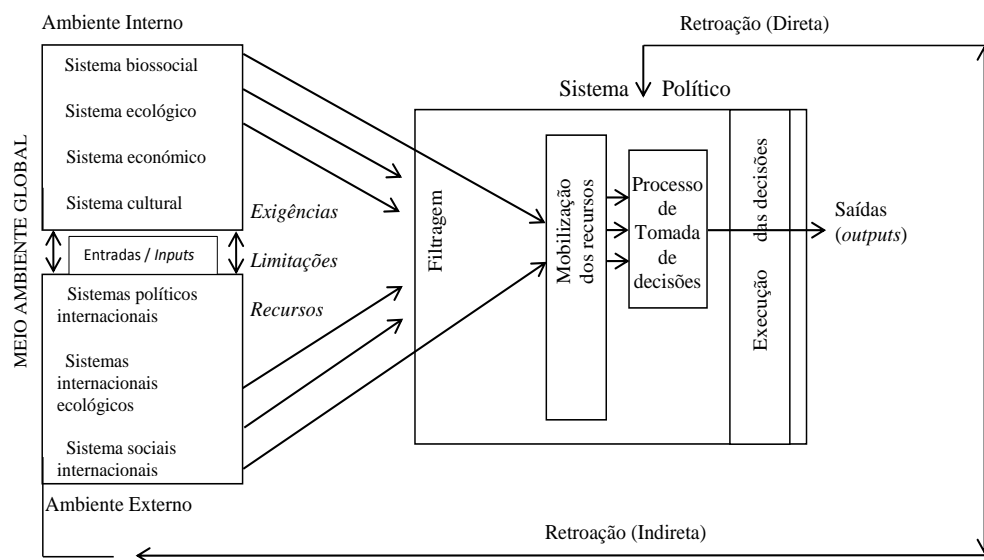 Ambiente Interno
Retroação (Direta)
Sistema biossocial
Sistema ecológico
Sistema económico
Sistema cultural
MEIO AMBIENTE GLOBAL
Entradas / Inputs
Exigências
Limitações
Recursos
Sistemas políticos
internacionais
Sistemas
internacionais
ecológicos
Sistema sociais
internacionais
Ambiente Externo
Sistema Político
Filtragem
Mobilização
dos recursos
Processo
de
Tomada
de
decisões
Execução das decisões
Saídas
(outputs)
Retroação (Indireta)